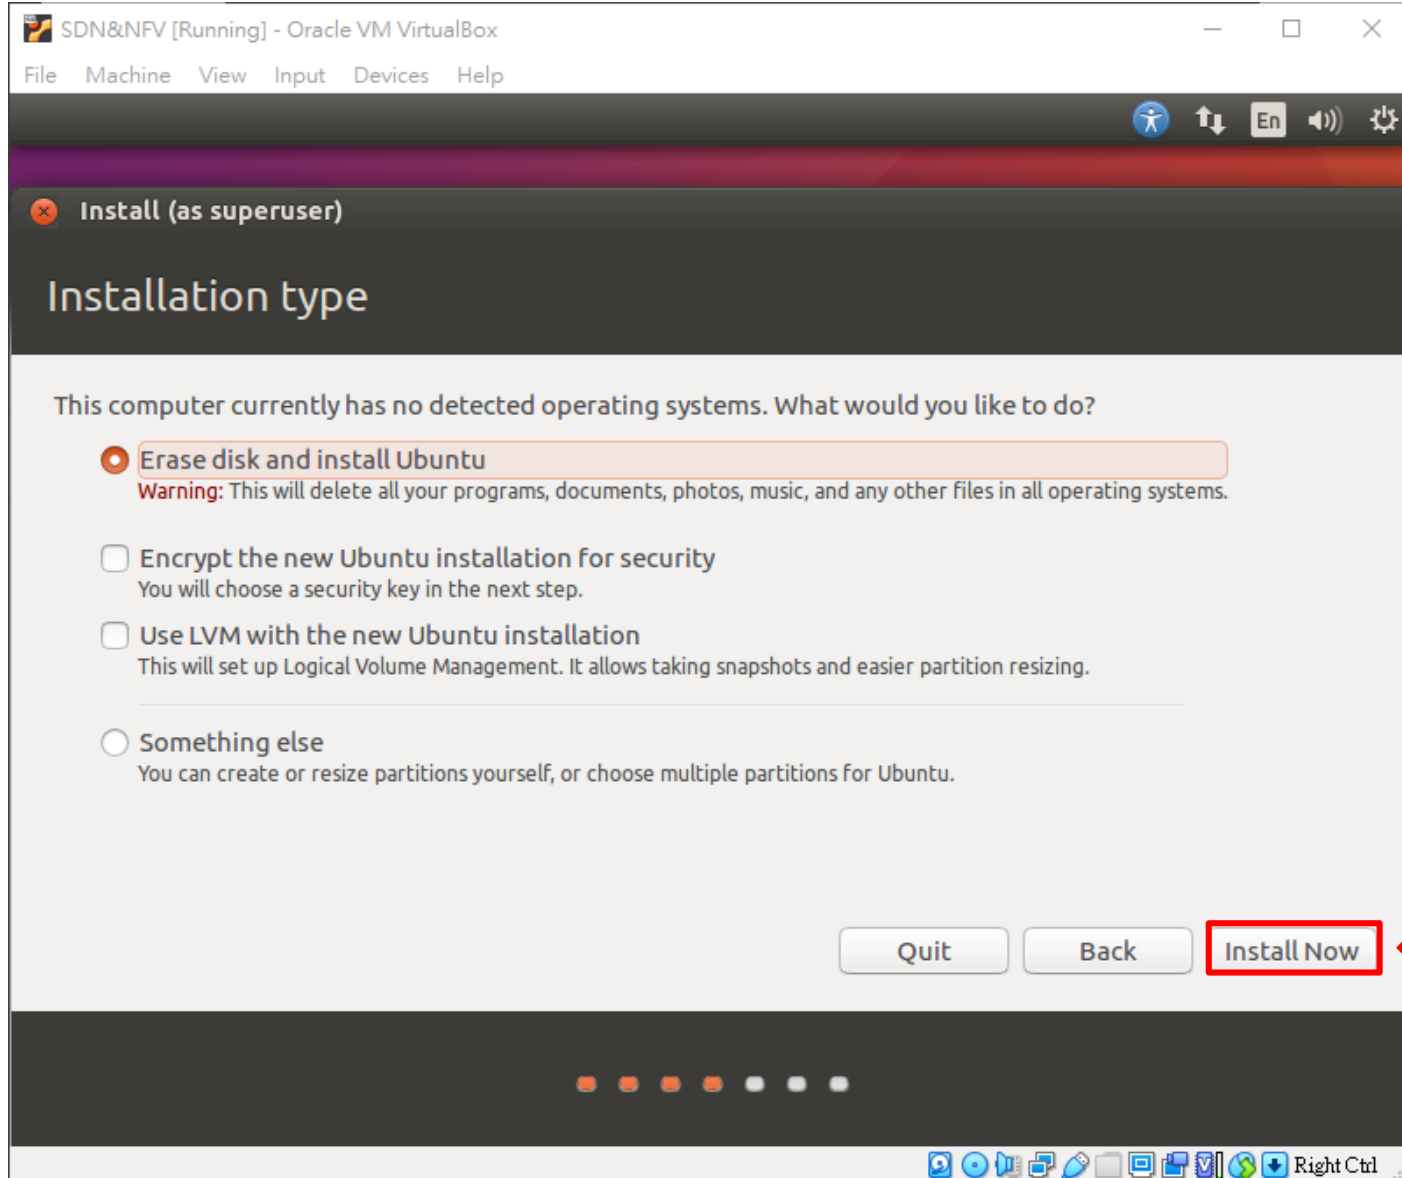 SDN&NFV [Running] - Oracle VM VirtualBox
File Machine View Input Devices Help
En
Install (as superuser)
Installation type
This computer currently has no detected operating systems. What would you like to do?
Erase disk and install Ubuntu
Warning: This will delete all your programs, documents, photos, music, and any other files in all operating systems.
Encrypt the new Ubuntu installation for security
You will choose a security key in the next step.
Use LVM with the new Ubuntu installation
This will set up Logical Volume Management. It allows taking snapshots and easier partition resizing.
Something else
You can create or resize partitions yourself, or choose multiple partitions for Ubuntu.
Quit Back Install Now
Right Ctrl